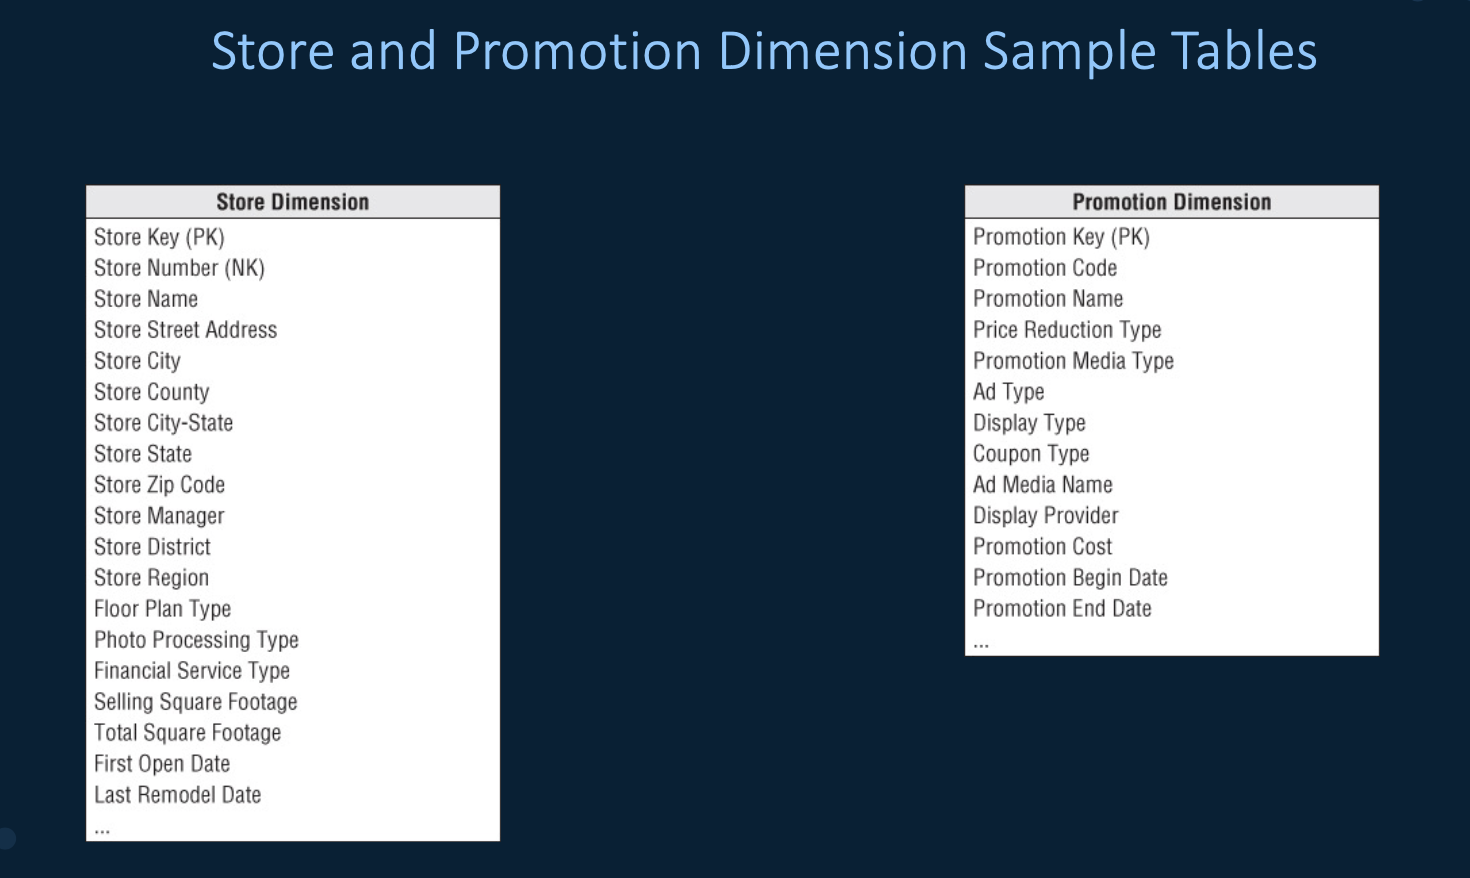 Store and Promotion Dimension Sample Tables
Store Dimension
Store Key (PK)
Store Number (NK)
Store Name
Store Street Address
Store City
Store County
Store City-State
Store State
Store Zip Code
Store Manager
Store District
Store Region
Floor Plan Type
Photo Processing Type
Financial Service Type
Selling Square Footage
Total Square Footage
First Open Date
Last Remodel Date
...
Promotion Dimension
Promotion Key (PK)
Promotion Code
Promotion Name
Price Reduction Type
Promotion Media Type
Ad Type
Display Type
Coupon Type
Ad Media Name
Display Provider
Promotion Cost
Promotion Begin Date
Promotion End Date
...